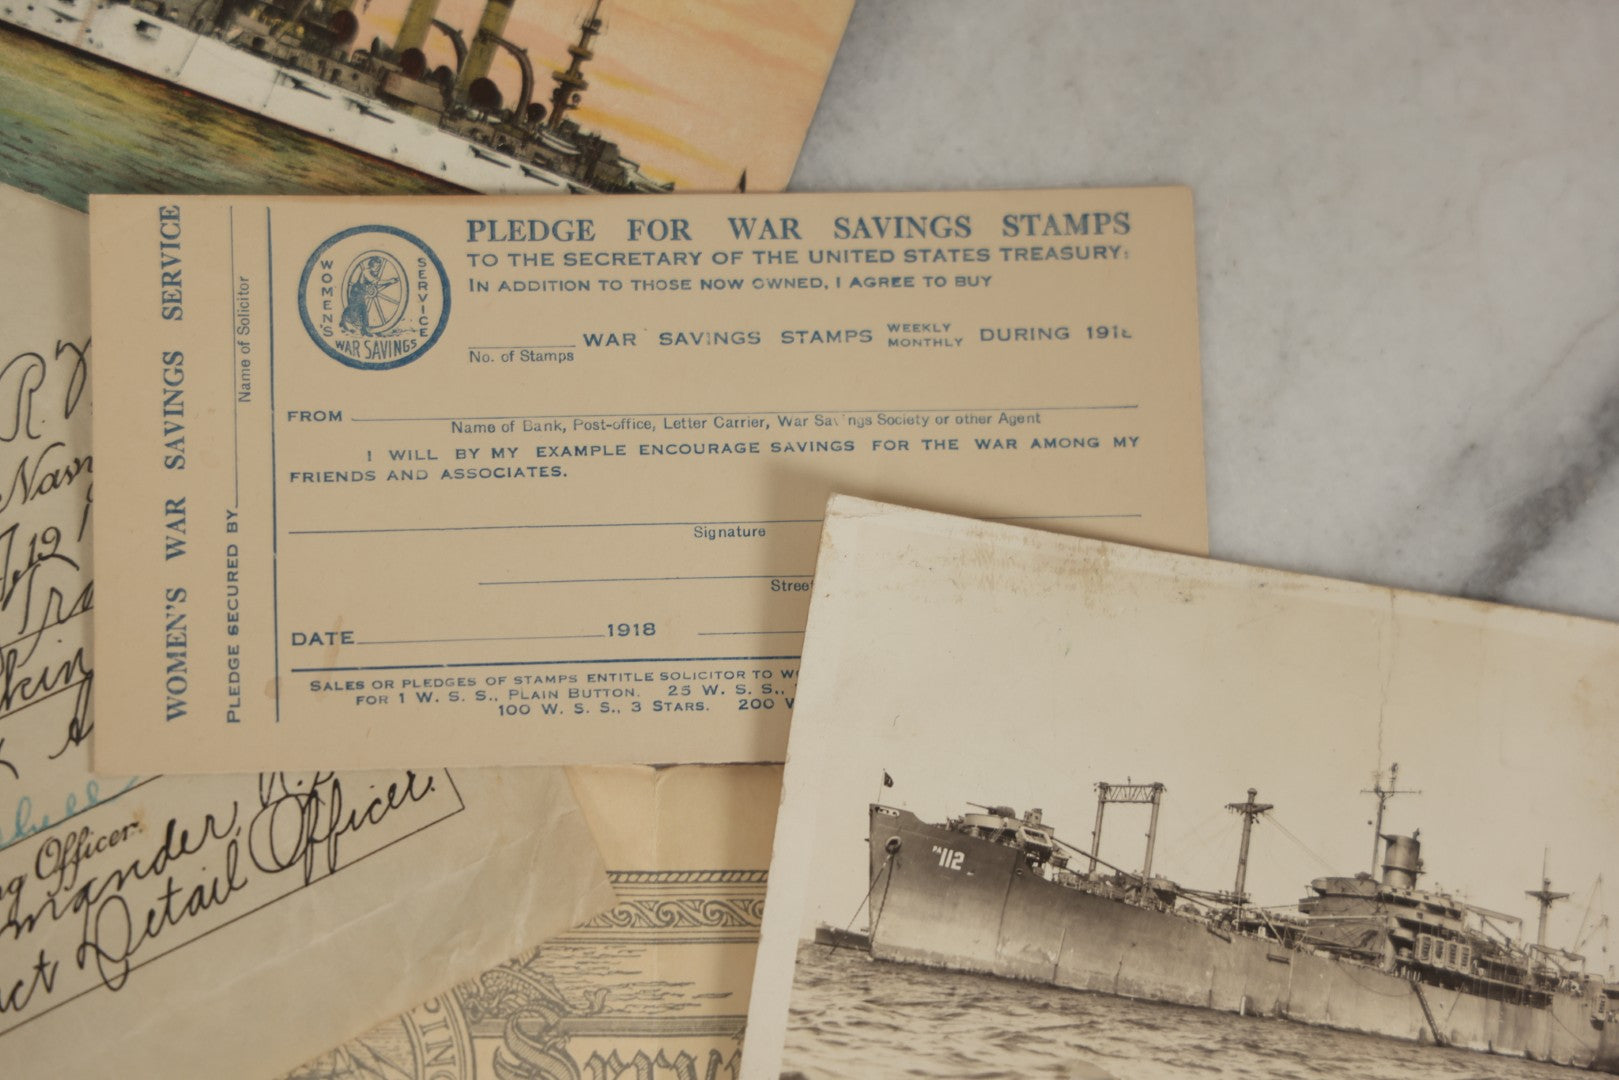 WOMEN'S WAR SAVINGS SERVICE
PLEDGE SECURED BY
Name of Solicitor
WOMEN'S SERVICE
WAR SAVINGS
PLEDGE FOR WAR SAVINGS STAMPS
TO THE SECRETARY OF THE UNITED STATES TREASURY:
IN ADDITION TO THOSE NOW OWNED, I AGREE TO BUY
WAR SAVINGS STAMPS WEEKLY MONTHLY DURING
No. of Stamps
FROM
Name of Bank, Post-office, Letter Carrier, War Savings Society or other Agent
I WILL BY MY EXAMPLE ENCOURAGE SAVINGS FOR THE WAR AMONG MY
FRIENDS AND ASSOCIATES.
Signature
DATE 1918
SALES OR PLEDGES OF STAMPS ENTITLE SOLICITOR TO
FOR 1 W. S. S., PLAIN BUTTON. 25 W. S. S.,
100 W. S. S., 3 STARS. 200
R.
Officer.
Detail Officer.
PA 112